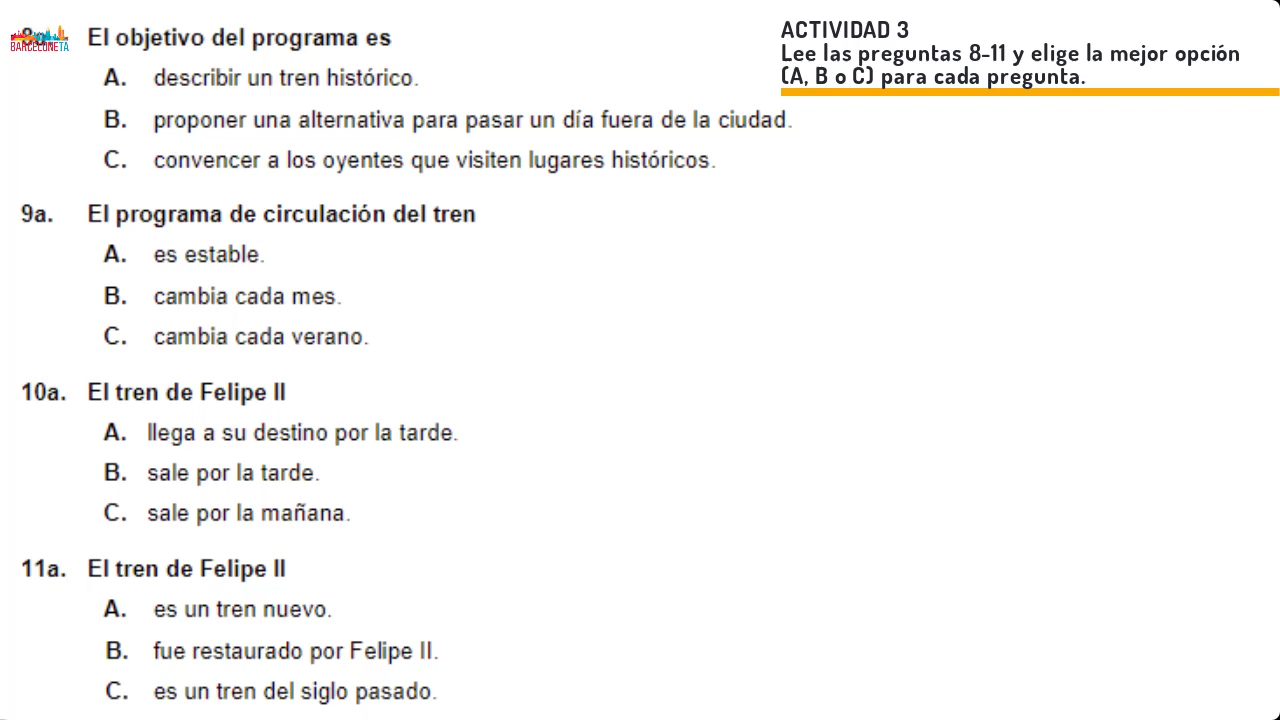 ACTIVIDAD 3
Lee las preguntas 8-11 y elige la mejor opción
(A, B o C) para cada pregunta.
BARCELONETA
El objetivo del programa es
A. describir un tren histórico.
B. proponer una alternativa para pasar un día fuera de la ciudad.
C. convencer a los oyentes que visiten lugares históricos.
9a. El programa de circulación del tren
A. es estable.
B. cambia cada mes.
C. cambia cada verano.
10a. El tren de Felipe II
A. llega a su destino por la tarde.
B. sale por la tarde.
C. sale por la mañana.
11a. El tren de Felipe II
A. es un tren nuevo.
B. fue restaurado por Felipe II.
C. es un tren del siglo pasado.